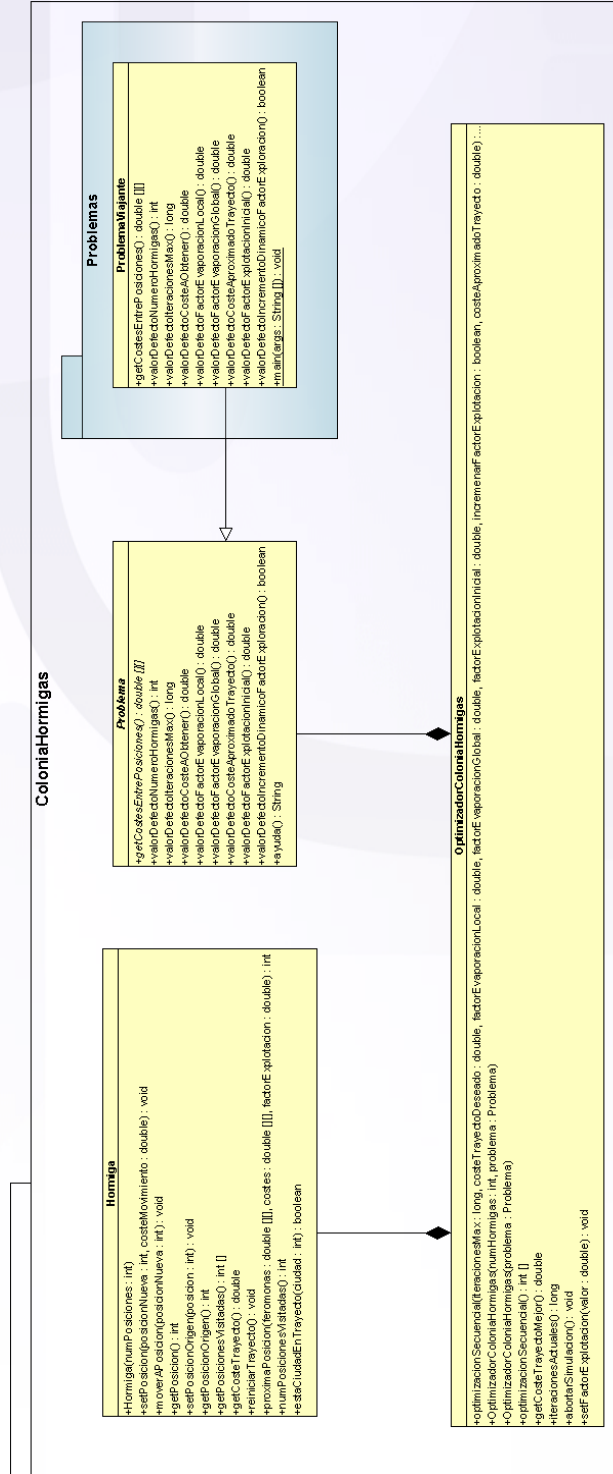 ColoniaHormigas
Hormiga
+Hormiga(numPosiciones : int)
+setPosicion(posicionNueva : int, costeMovimiento : double) : void
+moverAPosicion(posicionNueva : int) : void
+getPosicion() : int
+setPosicionOrigen(posicion : int) : void
+getPosicionOrigen() : int
+getPosicionesVisitadas() : int []
+getCosteTrayecto() : double
+reiniciarTrayecto() : void
+proximaPosicion(feromonas : double [][], costes : double [][], factorExplotacion : double) : int
+numPosicionesVisitadas() : int
+estaCiudadEnTrayecto(ciudad : int) : boolean
Problema
+getCostesEntrePosiciones() : double [][]
+valorDefectoNumeroHormigas() : int
+valorDefectoIteracionesMax() : long
+valorDefectoCosteAObtener() : double
+valorDefectoFactorEvaporacionLocal() : double
+valorDefectoFactorEvaporacionGlobal() : double
+valorDefectoCosteAproximadoTrayecto() : double
+valorDefectoFactorExplotacionInicial() : double
+valorDefectoIncrementoDinamicoFactorExploracion() : boolean
+ayuda() : String
Problemas
ProblemaViajante
+getCostesEntrePosiciones() : double [][]
+valorDefectoNumeroHormigas() : int
+valorDefectoIteracionesMax() : long
+valorDefectoCosteAObtener() : double
+valorDefectoFactorEvaporacionLocal() : double
+valorDefectoFactorEvaporacionGlobal() : double
+valorDefectoCosteAproximadoTrayecto() : double
+valorDefectoFactorExplotacionInicial() : double
+valorDefectoIncrementoDinamicoFactorExploracion() : boolean
+main(args : String []) : void
OptimizadorColoniaHormigas
+optimizacionSecuencial(iteracionesMax : long, costeTrayectoDeseado : double, factorEvaporacionLocal : double, factorEvaporacionGlobal : double, factorExplotacionInicial : double, incremenarFactorExplotacion : boolean, costeAproximadoTrayecto : double) :...
+OptimizadorColoniaHormigas(numHormigas : int, problema : Problema)
+OptimizadorColoniaHormigas(problema : Problema)
+optimizacionSecuencial() : int []
+getCosteTrayectoMejor() : double
+iteracionesActuales() : long
+abortarSimulacion() : void
+setFactorExplotacion(valor : double) : void